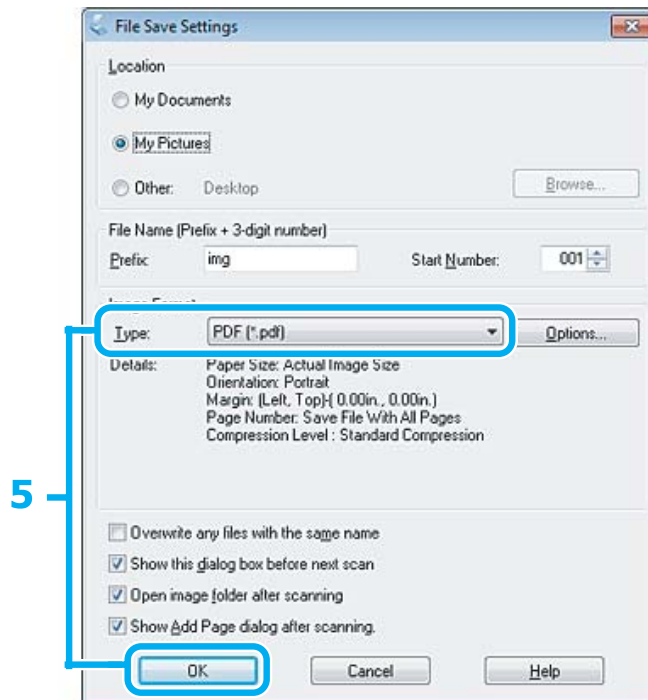 File Save Settings
Location
My Documents
My Pictures
Other: Desktop Browse...
File Name (Prefix + 3-digit number)
Prefix: img Start Number: 001
Image Format
Type: PDF (*.pdf) Options...
Details: Paper Size: Actual Image Size
Orientation: Portrait
Margin: (Left, Top)-( 0.00in., 0.00in.)
Page Number: Save File With All Pages
Compression Level : Standard Compression
5
Overwrite any files with the same name
Show this dialog box before next scan
Open image folder after scanning
Show Add Page dialog after scanning.
OK Cancel Help